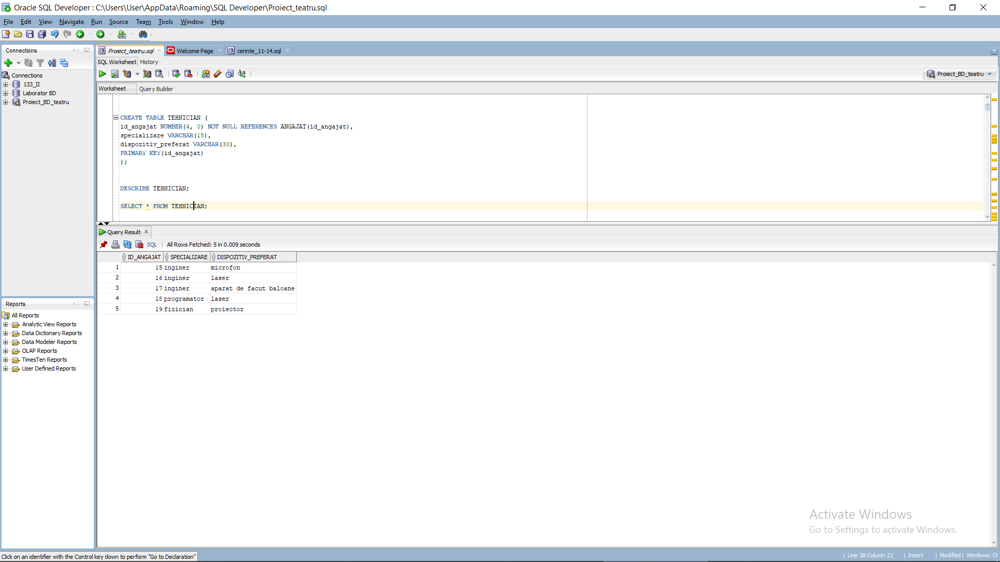 Oracle SQL Developer : C:\Users\User\AppData\Roaming\SQL Developer\Proiect_teatru.sql
File Edit View Navigate Run Source Team Tools Window Help
Connections
Connections
133_II
Laborator BD
Proiect_BD_teatru
Proiect_teatru.sql Welcome Page cerinte_11-14.sql
SQL Worksheet History
Proiect_BD_teatru
Worksheet Query Builder
CREATE TABLE TEHNICIAN (
id_angajat NUMBER(4, 0) NOT NULL REFERENCES ANGAJAT(id_angajat),
specializare VARCHAR(15),
dispozitiv_preferat VARCHAR(30),
PRIMARY KEY(id_angajat)
);
DESCRIBE TEHNICIAN;
SELECT * FROM TEHNICIAN;
Query Result
SQL | All Rows Fetched: 5 in 0.009 seconds
ID_ANGAJAT SPECIALIZARE DISPOZITIV_PREFERAT
1 15 inginer microfon
2 16 inginer laser
3 17 inginer aparat de facut baloane
4 18 programator laser
5 19 fizician proiector
Reports
All Reports
Analytic View Reports
Data Dictionary Reports
Data Modeler Reports
OLAP Reports
TimesTen Reports
User Defined Reports
Activate Windows
Go to Settings to activate Windows.
Click on an identifier with the Control key down to perform "Go to Declaration"
| Line 38 Column 21 | Insert | Modified | Windows: CF